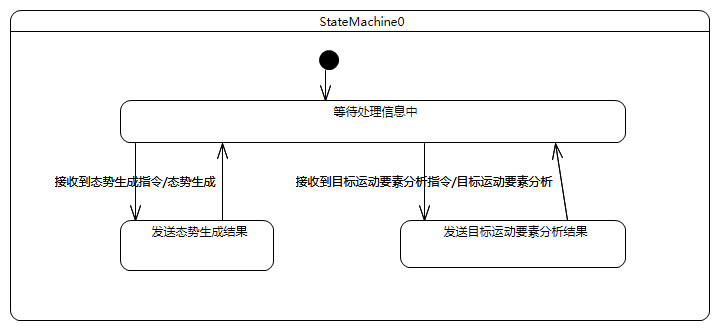 StateMachine0
等待处理信息中
接收到态势生成指令/态势生成
接收到目标运动要素分析指令/目标运动要素分析
发送态势生成结果
发送目标运动要素分析结果